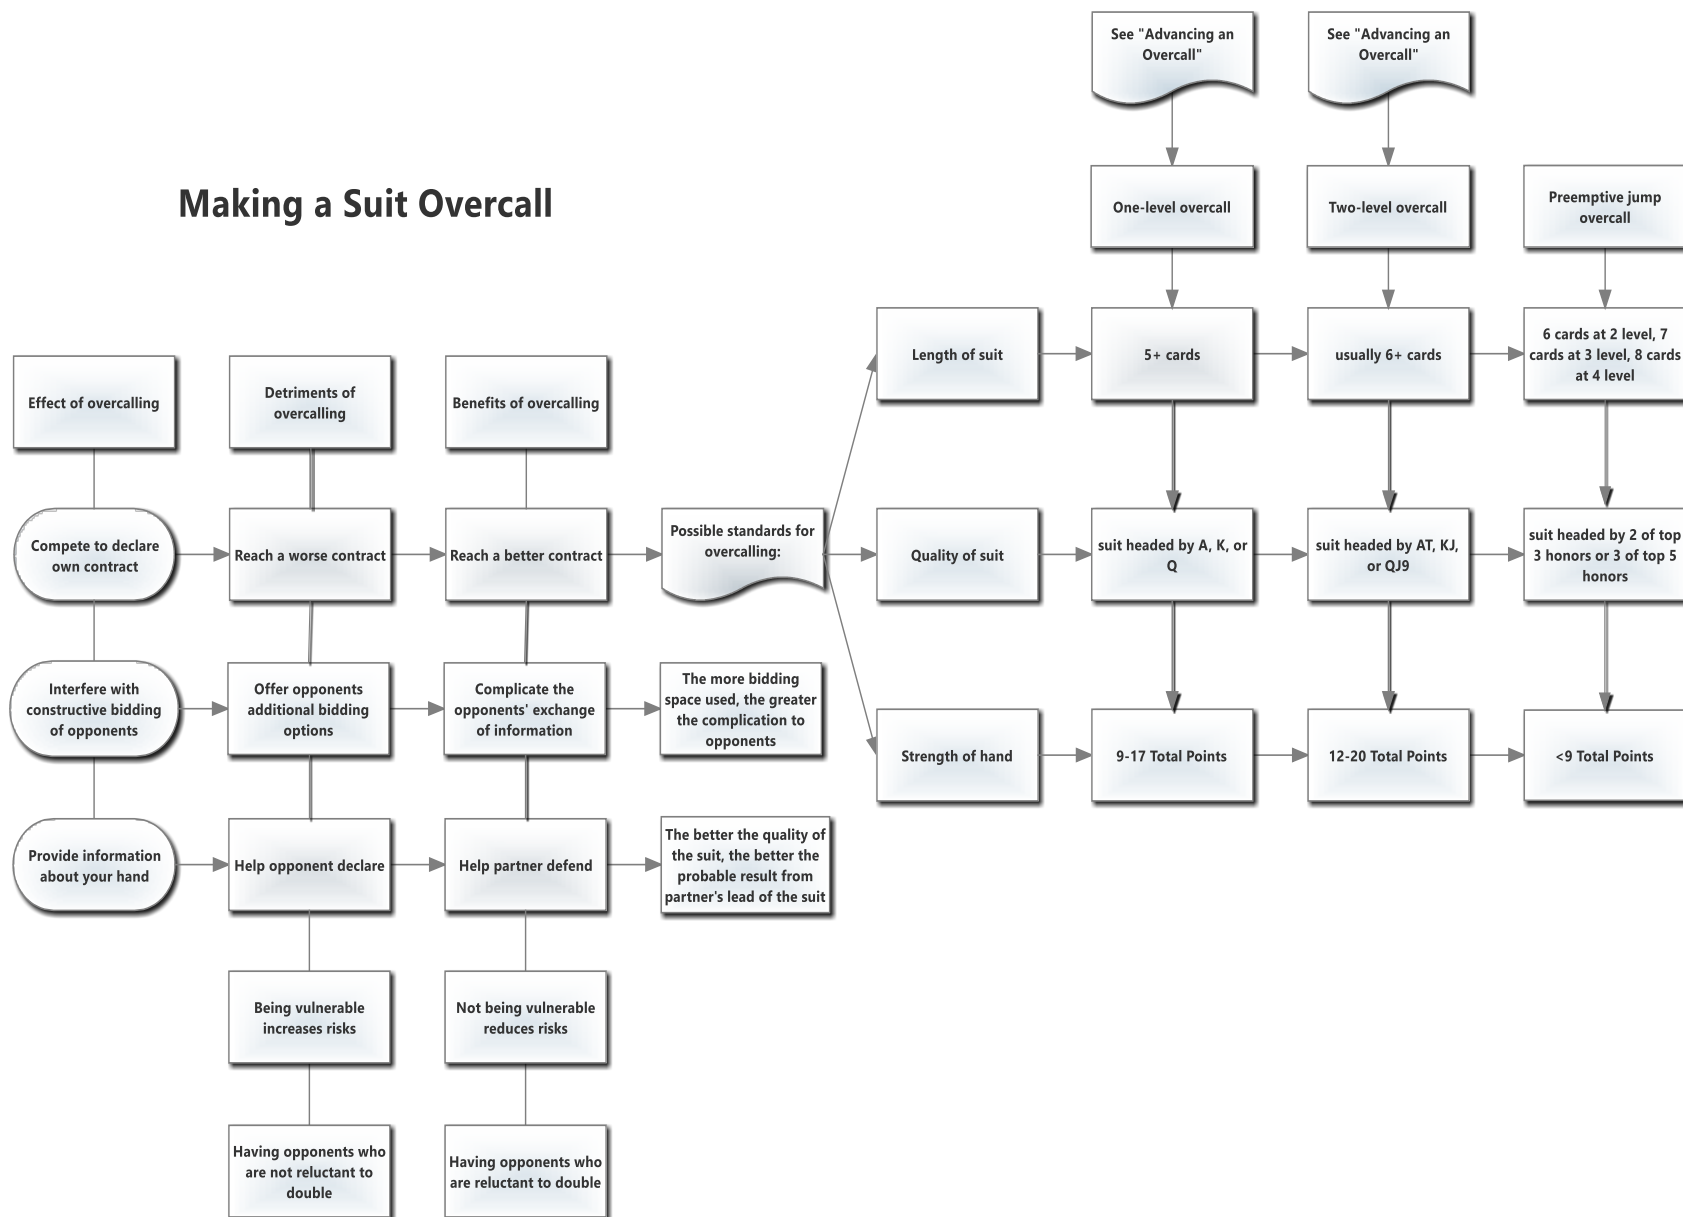 See "Advancing an
Overcall"
See "Advancing an
Overcall"
Making a Suit Overcall
One-level overcall
Two-level overcall
Preemptive jump
overcall
Length of suit
5+ cards
usually 6+ cards
6 cards at 2 level, 7
cards at 3 level, 8 cards
at 4 level
Effect of overcalling
Detriments of
overcalling
Benefits of overcalling
Compete to declare
own contract
Reach a worse contract
Reach a better contract
Possible standards for
overcalling:
Quality of suit
suit headed by A, K, or
Q
suit headed by AT, KJ,
or QJ9
suit headed by 2 of top
3 honors or 3 of top 5
honors
Interfere with
constructive bidding
of opponents
Offer opponents
additional bidding
options
Complicate the
opponents' exchange
of information
The more bidding
space used, the greater
the complication to
opponents
Strength of hand
9-17 Total Points
12-20 Total Points
<9 Total Points
Provide information
about your hand
Help opponent declare
Help partner defend
The better the quality of
the suit, the better the
probable result from
partner's lead of the suit
Being vulnerable
increases risks
Not being vulnerable
reduces risks
Having opponents who
are not reluctant to
double
Having opponents who
are reluctant to double